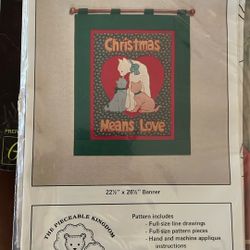 Christmas
Means Love
22½" x 26½" Banner
THE PIECEABLE KINGDOM
Pattern includes
- Full-size line drawings
- Full-size pattern pieces
- Hand and machine applique
instructions